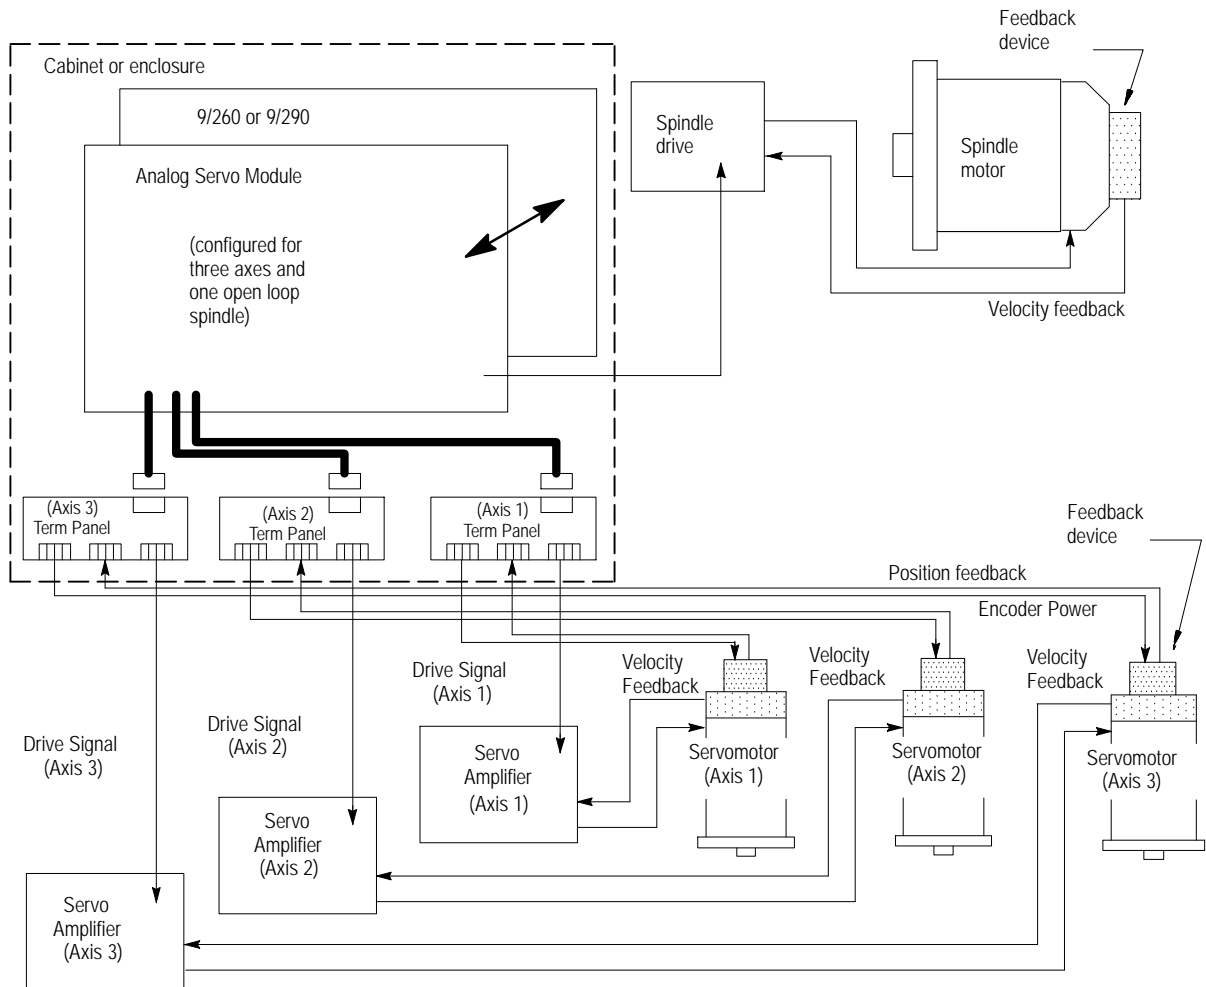 Feedback
device
Cabinet or enclosure
9/260 or 9/290
Analog Servo Module
(configured for
three axes and
one open loop
spindle)
Spindle
drive
Spindle
motor
Velocity feedback
(Axis 3)
Term Panel
(Axis 2)
Term Panel
(Axis 1)
Term Panel
Feedback
device
Position feedback
Encoder Power
Drive Signal
(Axis 1)
Velocity
Feedback
Velocity
Feedback
Velocity
Feedback
Drive Signal
(Axis 2)
Drive Signal
(Axis 3)
Servo
Amplifier
(Axis 1)
Servomotor
(Axis 1)
Servomotor
(Axis 2)
Servomotor
(Axis 3)
Servo
Amplifier
(Axis 2)
Servo
Amplifier
(Axis 3)